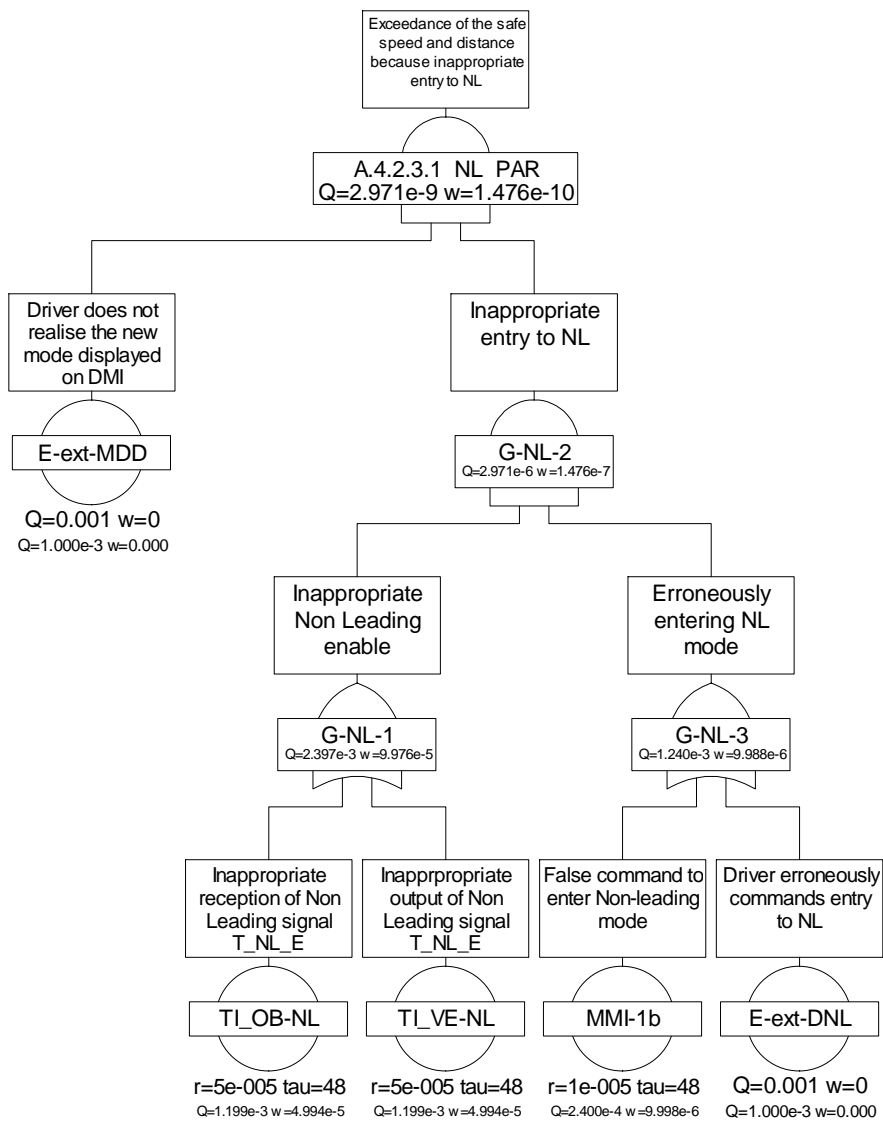 Exceedance of the safe
speed and distance
because inappropriate
entry to NL
A.4.2.3.1 NL PAR
Q=2.971e-9 w=1.476e-10
Driver does not
realise the new
mode displayed
on DMI
E-ext-MDD
Q=0.001 w=0
Q=1.000e-3 w=0.000
Inappropriate
entry to NL
G-NL-2
Q=2.971e-6 w=1.476e-7
Inappropriate
Non Leading
enable
G-NL-1
Q=2.397e-3 w=9.976e-5
Erroneously
entering NL
mode
G-NL-3
Q=1.240e-3 w=9.988e-6
Inappropriate
reception of Non
Leading signal
T_NL_E
TI_OB-NL
r=5e-005 tau=48
Q=1.199e-3 w=4.994e-5
Inapprpropriate
output of Non
Leading signal
T_NL_E
TI_VE-NL
r=5e-005 tau=48
Q=1.199e-3 w=4.994e-5
False command to
enter Non-leading
mode
MMI-1b
r=1e-005 tau=48
Q=2.400e-4 w=9.998e-6
Driver erroneously
commands entry
to NL
E-ext-DNL
Q=0.001 w=0
Q=1.000e-3 w=0.000